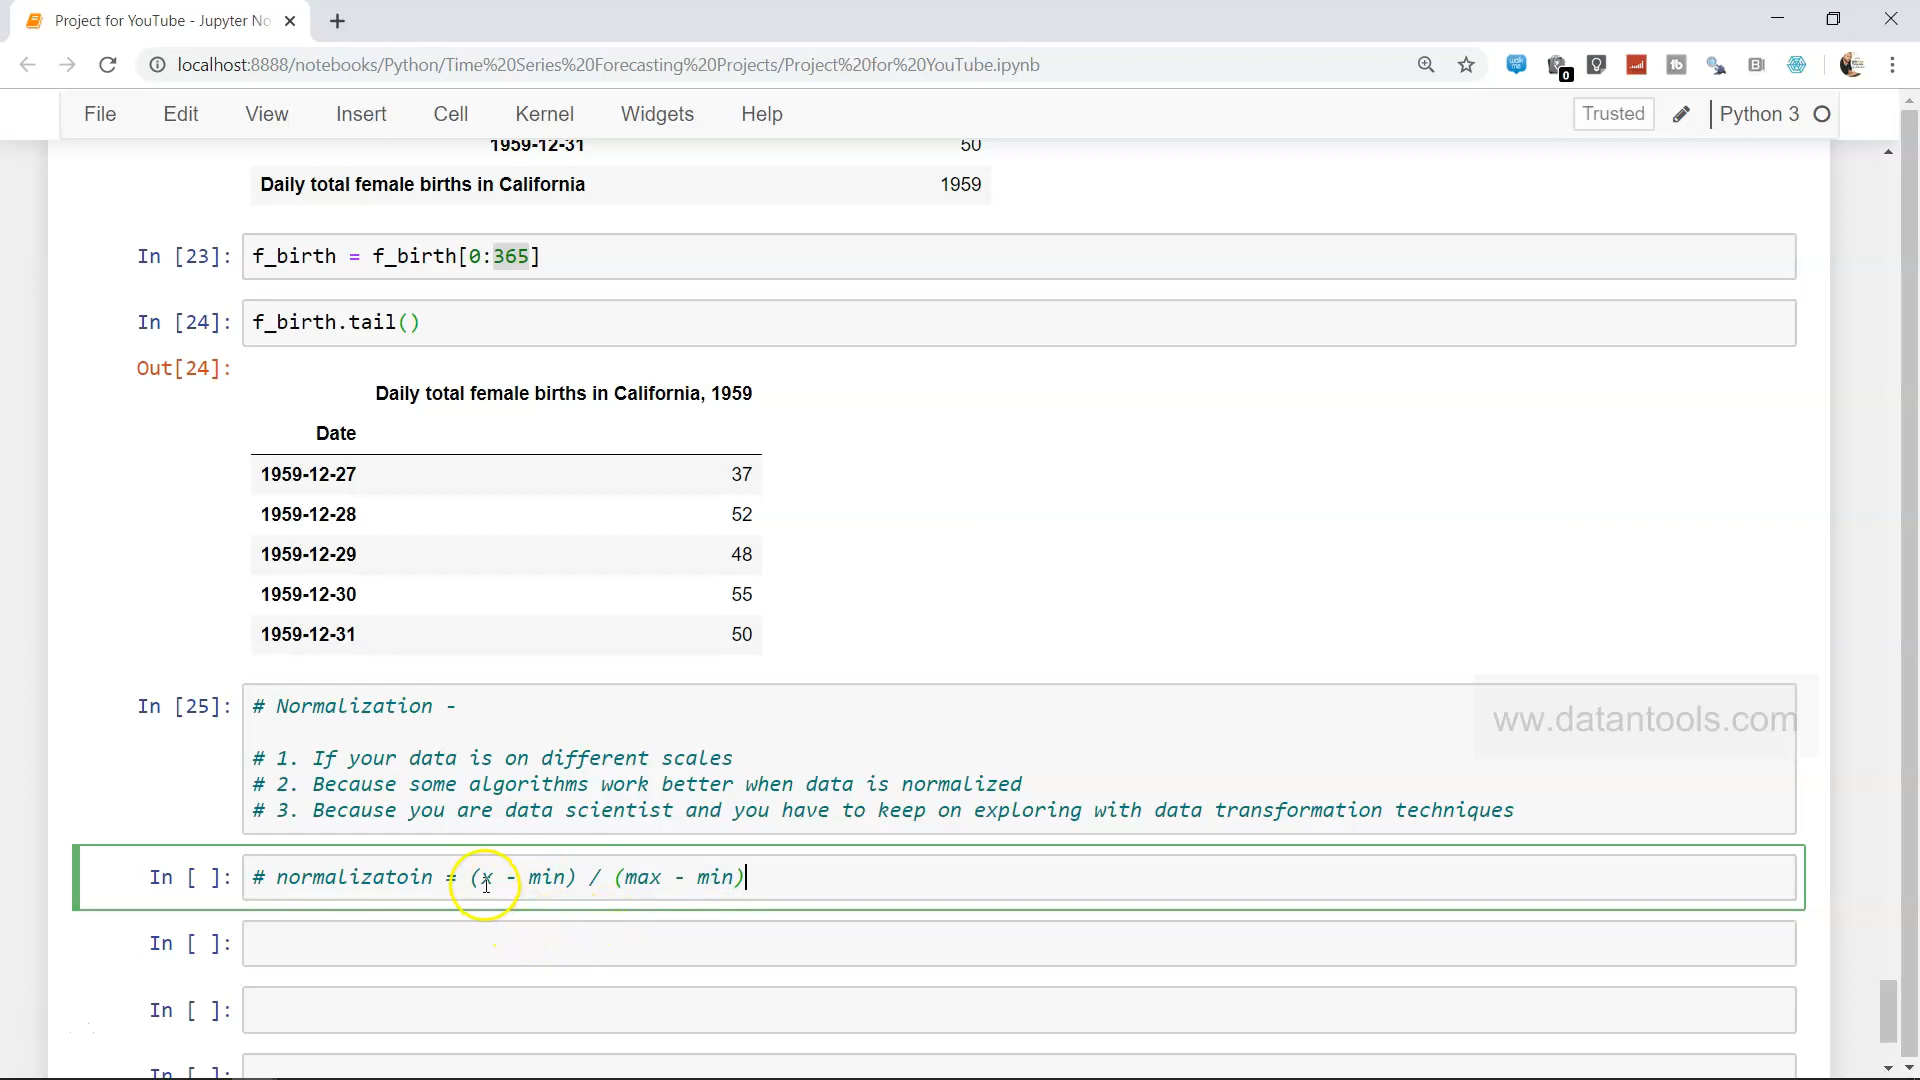 Project for YouTube - Jupyter No
localhost:8888/notebooks/Python/Time%20Series%20Forecasting%20Projects/Project%20for%20YouTube.ipynb
0
File Edit View Insert Cell Kernel Widgets Help Trusted Python 3
1959-12-31 50
Daily total female births in California 1959
In [23]: f_birth = f_birth[0:365]
In [24]: f_birth.tail()
Out[24]:
Daily total female births in California, 1959
Date
1959-12-27 37
1959-12-28 52
1959-12-29 48
1959-12-30 55
1959-12-31 50
In [25]: # Normalization -
ww.datantools.com
# 1. If your data is on different scales
# 2. Because some algorithms work better when data is normalized
# 3. Because you are data scientist and you have to keep on exploring with data transformation techniques
In [ ]: # normalizatoin = (x - min) / (max - min)
In [ ]:
In [ ]:
In [ ]: